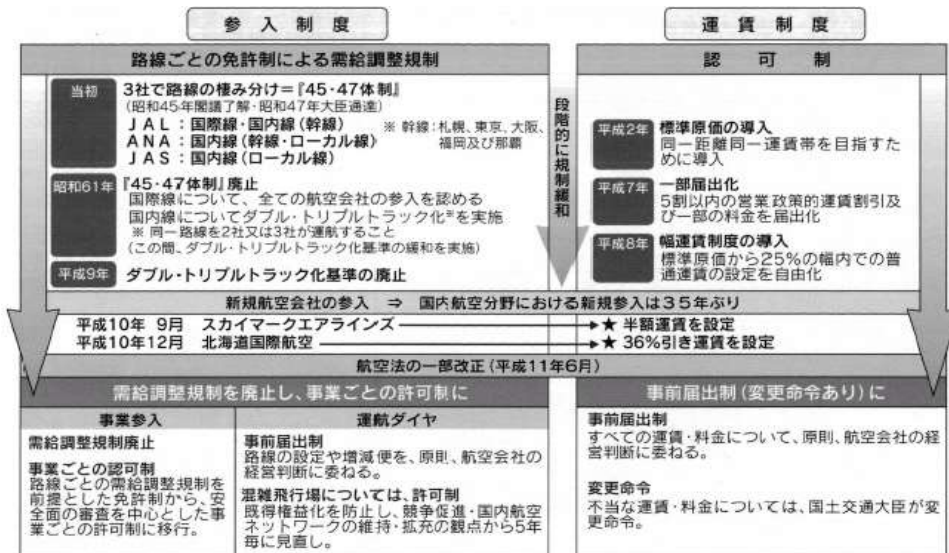 参入制度
路線ごとの免許制による需給調整規制
当初
3社で路線の棲み分け=『45・47体制』
(昭和45年閣議了解・昭和47年大臣通達)
JAL:国際線・国内線(幹線)
ANA:国内線(幹線・ローカル線)
JAS:国内線(ローカル線)
※ 幹線:札幌、東京、大阪、
福岡及び那覇
昭和61年
『45・47体制』廃止
国際線について、全ての航空会社の参入を認める
国内線についてダブル・トリプルトラック化※を実施
※ 同一路線を2社又は3社が運航すること
(この間、ダブル・トリプルトラック化基準の緩和を実施)
平成9年
ダブル・トリプルトラック化基準の廃止
段階的に規制緩和
運賃制度
認可制
平成2年
標準原価の導入
同一距離同一運賃帯を目指すた
めに導入
平成7年
一部届出化
5割以内の営業政策的運賃割引及
び一部の料金を届出化
平成8年
幅運賃制度の導入
標準原価から25%の幅内での普
通運賃の設定を自由化
新規航空会社の参入 ⇒ 国内航空分野における新規参入は35年ぶり
平成10年 9月 スカイマークエアラインズ → ★ 半額運賃を設定
平成10年12月 北海道国際航空 → ★ 36%引き運賃を設定
航空法の一部改正(平成11年6月)
需給調整規制を廃止し、事業ごとの許可制に
事業参入
需給調整規制廃止
事業ごとの認可制
路線ごとの需給調整規制を
前提とした免許制から、安
全面の審査を中心とした事
業ごとの許可制に移行。
運航ダイヤ
事前届出制
路線の設定や増減便を、原則、航空会社の
経営判断に委ねる。
混雑飛行場については、許可制
既得権益化を防止し、競争促進・国内航空
ネットワークの維持・拡充の観点から5年
毎に見直し。
事前届出制(変更命令あり)に
事前届出制
すべての運賃・料金について、原則、航空会社の経
営判断に委ねる。
変更命令
不当な運賃・料金については、国土交通大臣が変
更命令。